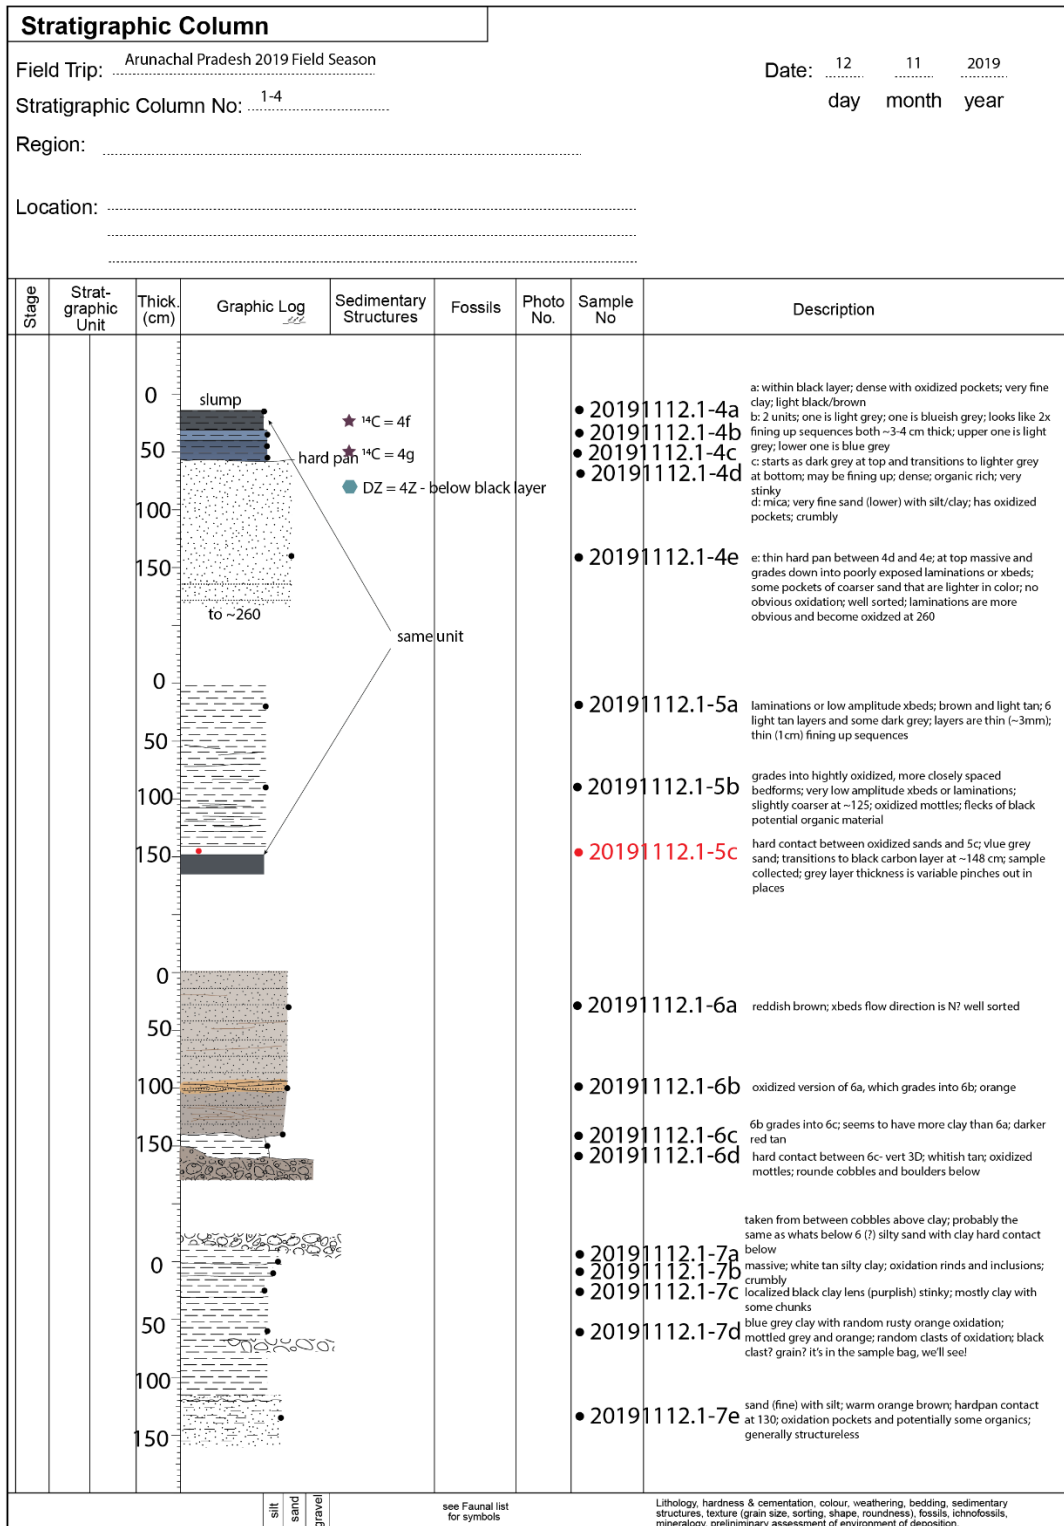 Stratigraphic Column
Field Trip: Arunachal Pradesh 2019 Field Season
Date: 12 11 2019
day month year
Stratigraphic Column No: 1-4
Region:
Location:
Stage
Strat-
graphic
Unit
Thick.
(cm)
Graphic Log
Sedimentary
Structures
Fossils
Photo
No.
Sample
No
Description
0
50
100
150
slump
hard pan
to ~260
14C = 4f
14C = 4g
DZ = 4Z - below black layer
same unit
20191112.1-4a
20191112.1-4b
20191112.1-4c
20191112.1-4d
20191112.1-4e
a: within black layer; dense with oxidized pockets; very fine
clay; light black/brown
b: 2 units; one is light grey; one is blueish grey; looks like 2x
fining up sequences both ~3-4 cm thick; upper one is light
grey; lower one is blue grey
c: starts as dark grey at top and transitions to lighter grey
at bottom; may be fining up; dense; organic rich; very
stinky
d: mica; very fine sand (lower) with silt/clay; has oxidized
pockets; crumbly
e: thin hard pan between 4d and 4e; at top massive and
grades down into poorly exposed laminations or xbeds;
some pockets of coarser sand that are lighter in color; no
obvious oxidation; well sorted; laminations are more
obvious and become oxidzed at 260
0
50
100
150
20191112.1-5a
laminations or low amplitude xbeds; brown and light tan; 6
light tan layers and some dark grey; layers are thin (~3mm);
thin (1cm) fining up sequences
20191112.1-5b
grades into hightly oxidized, more closely spaced
bedforms; very low amplitude xbeds or laminations;
slightly coarser at ~125; oxidized mottles; flecks of black
potential organic material
20191112.1-5c
hard contact between oxidized sands and 5c; vlue grey
sand; transitions to black carbon layer at ~148 cm; sample
collected; grey layer thickness is variable pinches out in
places
0
50
100
150
20191112.1-6a
reddish brown; xbeds flow direction is N? well sorted
20191112.1-6b
oxidized version of 6a, which grades into 6b; orange
20191112.1-6c
6b grades into 6c; seems to have more clay than 6a; darker
red tan
20191112.1-6d
hard contact between 6c- vert 3D; whitish tan; oxidized
mottles; rounde cobbles and boulders below
0
50
100
150
20191112.1-7a
taken from between cobbles above clay; probably the
same as whats below 6 (?) silty sand with clay hard contact
below
20191112.1-7b
massive; white tan silty clay; oxidation rinds and inclusions;
crumbly
20191112.1-7c
localized black clay lens (purplish) stinky; mostly clay with
some chunks
20191112.1-7d
blue grey clay with random rusty orange oxidation;
mottled grey and orange; random clasts of oxidation; black
clast? grain? it's in the sample bag, we'll see!
20191112.1-7e
sand (fine) with silt; warm orange brown; hardpan contact
at 130; oxidation pockets and potentially some organics;
generally structureless
silt
sand
gravel
see Faunal list
for symbols
Lithology, hardness & cementation, colour, weathering, bedding, sedimentary
structures, texture (grain size, sorting, shape, roundness), fossils, ichnofossils,
mineralogy, preliminary assessment of environment of deposition.